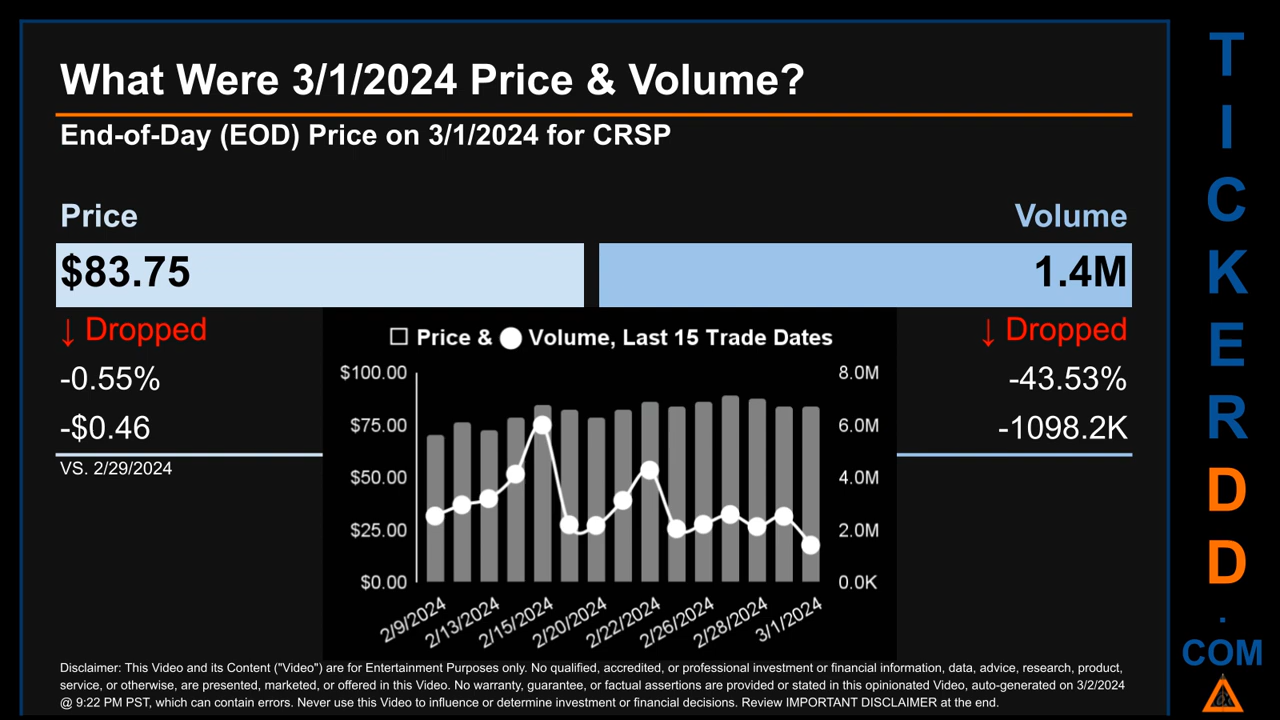 What Were 3/1/2024 Price & Volume?
End-of-Day (EOD) Price on 3/1/2024 for CRSP
Price
Volume
$83.75
1.4M
↓ Dropped
↓ Dropped
-0.55%
-43.53%
-$0.46
-1098.2K
VS. 2/29/2024
Price & Volume, Last 15 Trade Dates
$100.00
8.0M
$75.00
6.0M
$50.00
4.0M
$25.00
2.0M
$0.00
0.0K
2/9/2024
2/13/2024
2/15/2024
2/20/2024
2/22/2024
2/26/2024
2/28/2024
3/1/2024
Disclaimer: This Video and its Content ("Video") are for Entertainment Purposes only. No qualified, accredited, or professional investment or financial information, data, advice, research, product,
service, or otherwise, are presented, marketed, or offered in this Video. No warranty, guarantee, or factual assertions are provided or stated in this opinionated Video, auto-generated on 3/2/2024
@ 9:22 PM PST, which can contain errors. Never use this Video to influence or determine investment or financial decisions. Review IMPORTANT DISCLAIMER at the end.
T
I
C
K
E
R
D
D
.
COM